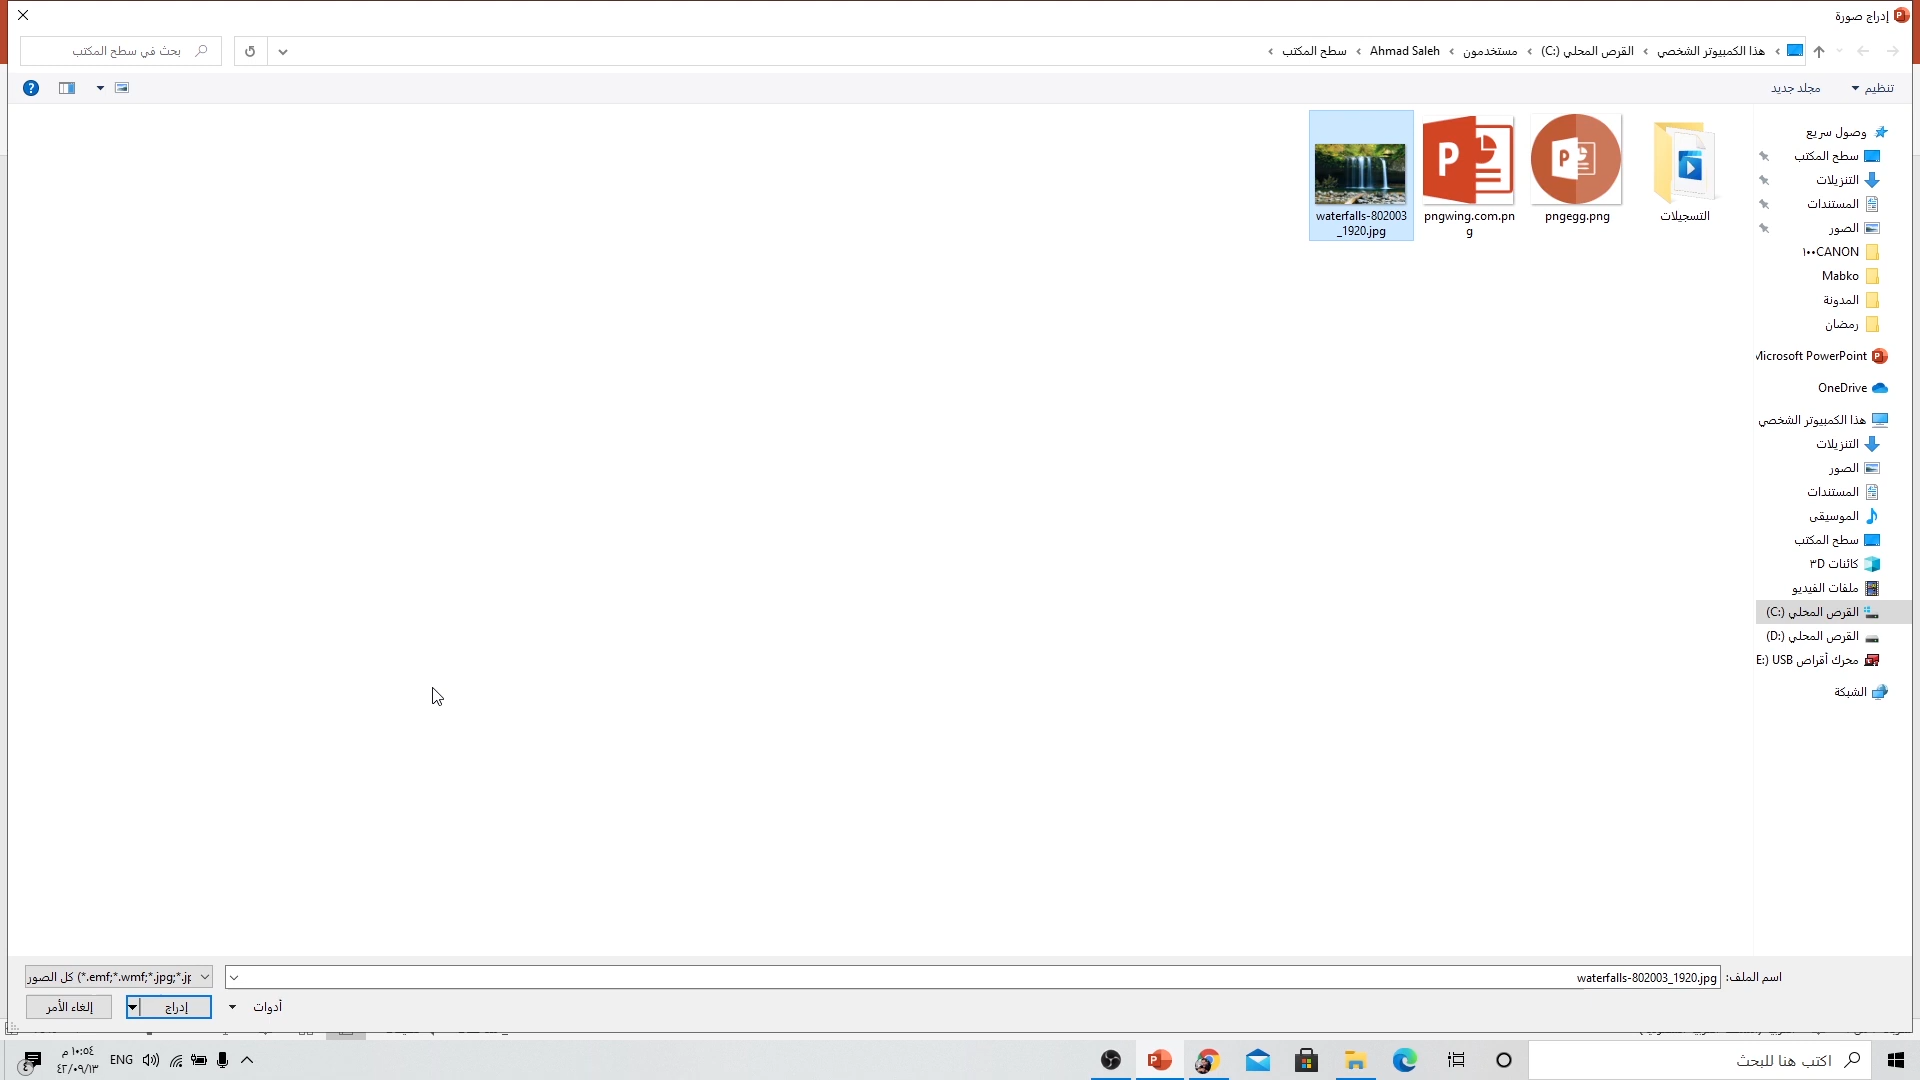 إدراج صورة
هذا الكمبيوتر الشخصي › القرص المحلي (C:) › مستخدمون › Ahmad Saleh › سطح المكتب ›
بحث في سطح المكتب
تنظيم
مجلد جديد
وصول سريع
سطح المكتب
التنزيلات
المستندات
الصور
١٠٠CANON
Mabko
المدونة
رمضان
Microsoft PowerPoint
OneDrive
هذا الكمبيوتر الشخصي
التنزيلات
الصور
المستندات
الموسيقى
سطح المكتب
كائنات ٣D
ملفات الفيديو
القرص المحلي (C:)
القرص المحلي (D:)
محرك أقراص USB (E:
الشبكة
التسجيلات
pngegg.png
pngwing.com.pn
g
waterfalls-802003
_1920.jpg
اسم الملف:
waterfalls-802003_1920.jpg
كل الصور (*.emf;*.wmf;*.jpg;*.jp
أدوات
إدراج
إلغاء الأمر
اكتب هنا للبحث
ENG
١٠:٥٤ م
٤٢/٠٩/١٣
٤